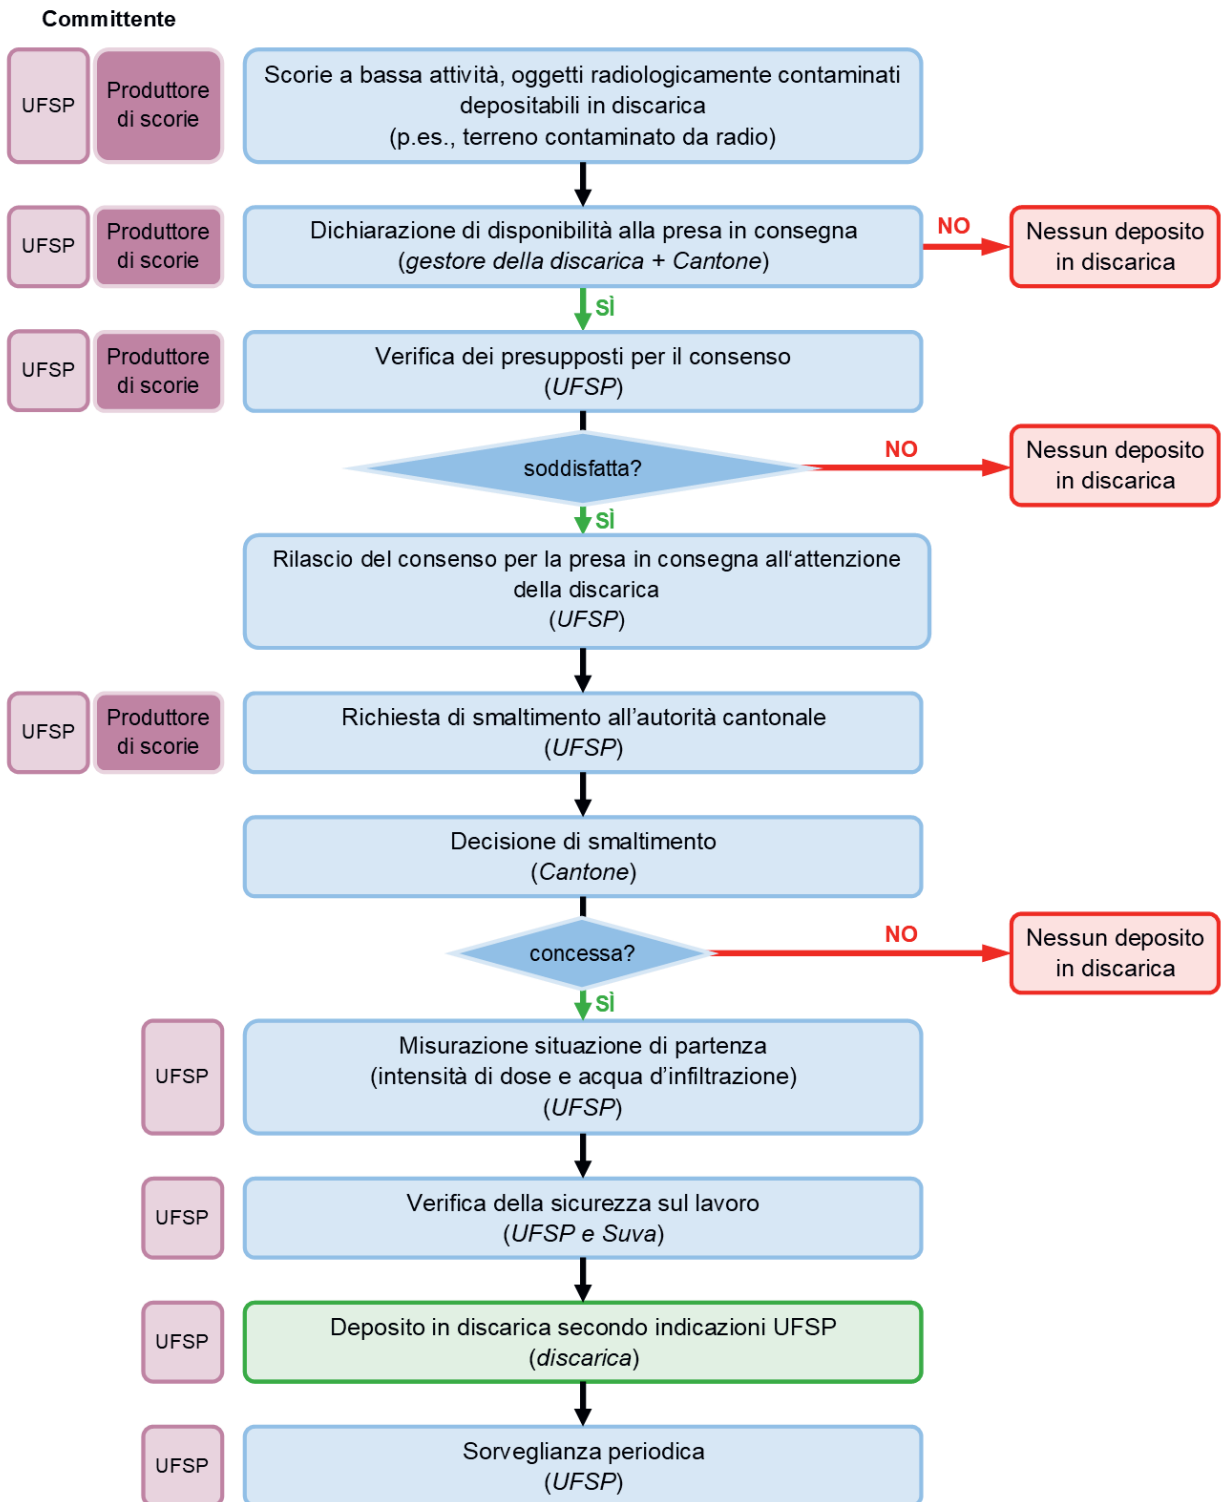 Committente
UFSP
Produttore
di scorie
Scorie a bassa attività, oggetti radiologicamente contaminati
depositabili in discarica
(p.es., terreno contaminato da radio)
UFSP
Produttore
di scorie
Dichiarazione di disponibilità alla presa in consegna
(gestore della discarica + Cantone)
NO
Nessun deposito
in discarica
SÌ
UFSP
Produttore
di scorie
Verifica dei presupposti per il consenso
(UFSP)
soddisfatta?
NO
Nessun deposito
in discarica
SÌ
Rilascio del consenso per la presa in consegna all‘attenzione
della discarica
(UFSP)
UFSP
Produttore
di scorie
Richiesta di smaltimento all’autorità cantonale
(UFSP)
Decisione di smaltimento
(Cantone)
concessa?
NO
Nessun deposito
in discarica
SÌ
UFSP
Misurazione situazione di partenza
(intensità di dose e acqua d’infiltrazione)
(UFSP)
UFSP
Verifica della sicurezza sul lavoro
(UFSP e Suva)
UFSP
Deposito in discarica secondo indicazioni UFSP
(discarica)
UFSP
Sorveglianza periodica
(UFSP)